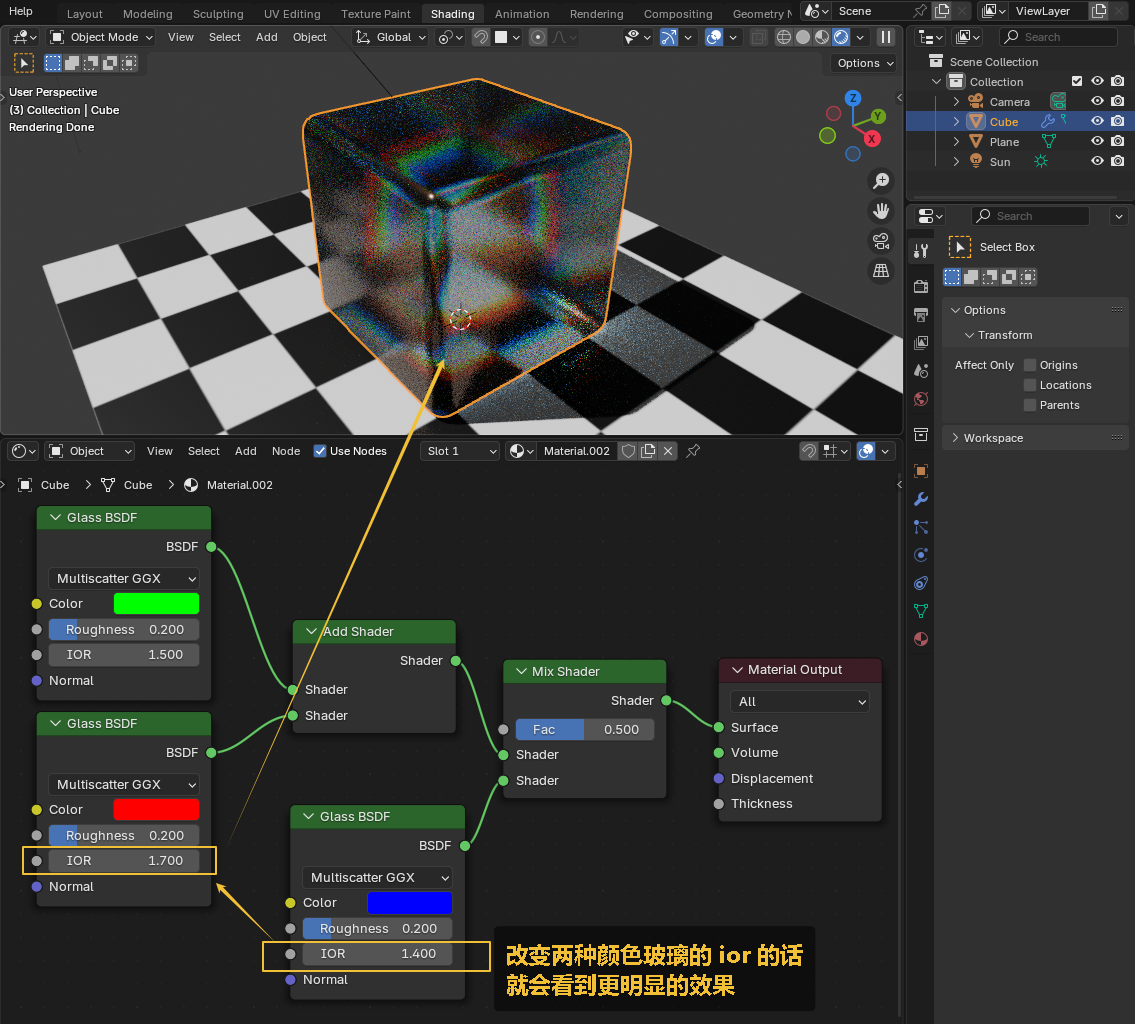 Help
Layout
Modeling
Sculpting
UV Editing
Texture Paint
Shading
Animation
Rendering
Compositing
Geometry N
Scene
ViewLayer
Object Mode
View
Select
Add
Object
Global
Search
Options
User Perspective
(3) Collection | Cube
Rendering Done
Z
Y
X
Scene Collection
Collection
Camera
Cube
Plane
Sun
Search
Select Box
Options
Transform
Affect Only
Origins
Locations
Parents
Workspace
Object
View
Select
Add
Node
Use Nodes
Slot 1
Material.002
Cube
Cube
Material.002
Glass BSDF
BSDF
Multiscatter GGX
Color
Roughness 0.200
IOR 1.500
Normal
Glass BSDF
BSDF
Multiscatter GGX
Color
Roughness 0.200
IOR 1.700
Normal
Add Shader
Shader
Shader
Shader
Glass BSDF
BSDF
Multiscatter GGX
Color
Roughness 0.200
IOR 1.400
Normal
Mix Shader
Shader
Fac 0.500
Shader
Shader
Material Output
All
Surface
Volume
Displacement
Thickness
改变两种颜色玻璃的 ior 的话
就会看到更明显的效果